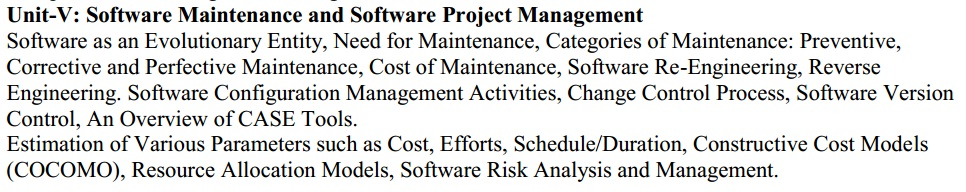 Unit-V: Software Maintenance and Software Project Management
Software as an Evolutionary Entity, Need for Maintenance, Categories of Maintenance: Preventive,
Corrective and Perfective Maintenance, Cost of Maintenance, Software Re-Engineering, Reverse
Engineering. Software Configuration Management Activities, Change Control Process, Software Version
Control, An Overview of CASE Tools.
Estimation of Various Parameters such as Cost, Efforts, Schedule/Duration, Constructive Cost Models
(COCOMO), Resource Allocation Models, Software Risk Analysis and Management.